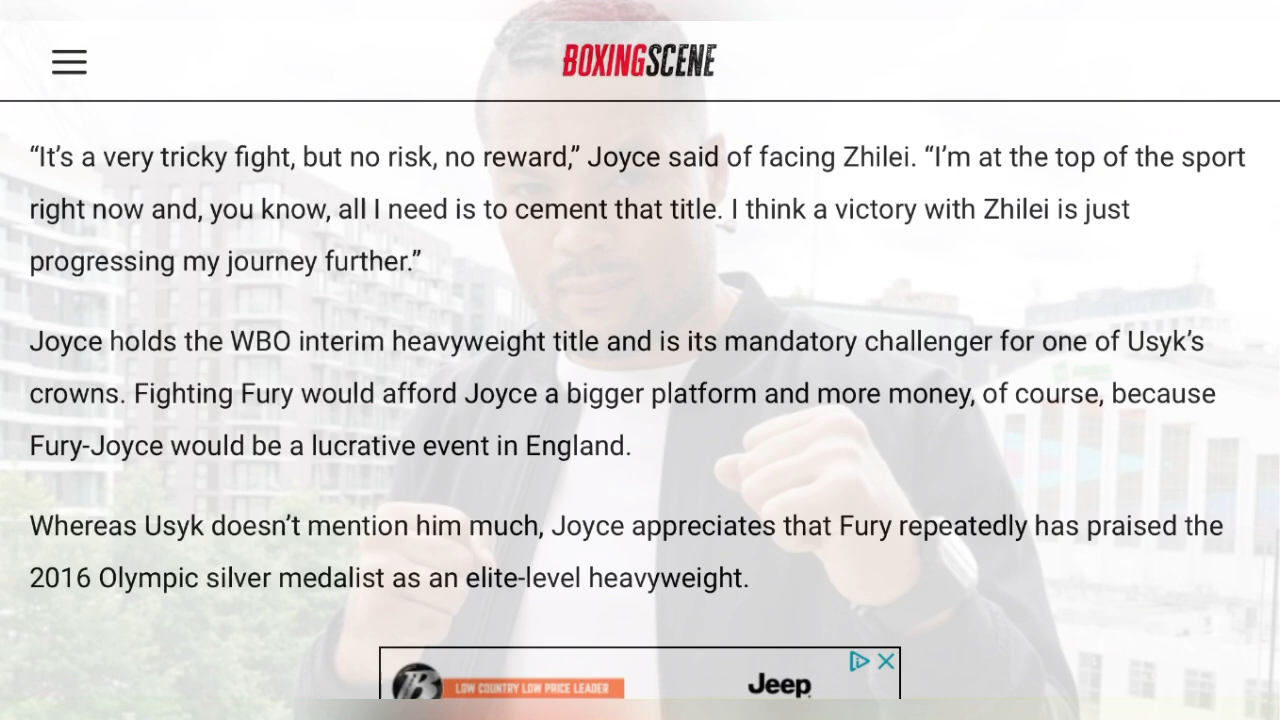 BOXINGSCENE
“It’s a very tricky fight, but no risk, no reward,” Joyce said of facing Zhilei. “I’m at the top of the sport
right now and, you know, all I need is to cement that title. I think a victory with Zhilei is just
progressing my journey further.”
Joyce holds the WBO interim heavyweight title and is its mandatory challenger for one of Usyk’s
crowns. Fighting Fury would afford Joyce a bigger platform and more money, of course, because
Fury-Joyce would be a lucrative event in England.
Whereas Usyk doesn’t mention him much, Joyce appreciates that Fury repeatedly has praised the
2016 Olympic silver medalist as an elite-level heavyweight.
LOW COUNTRY LOW PRICE LEADER
Jeep